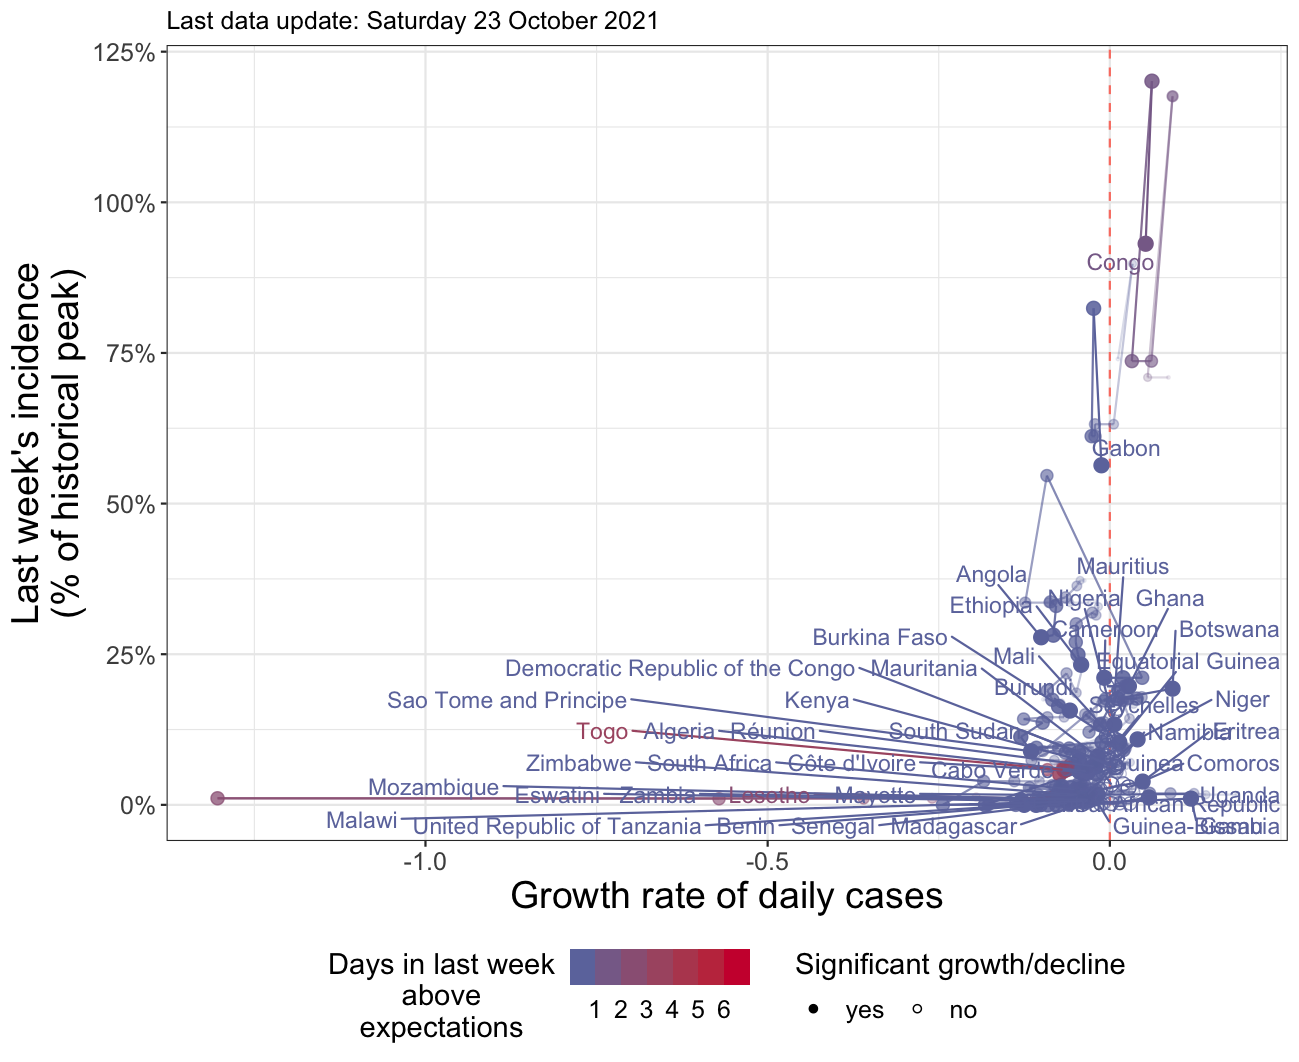 Last data update: Saturday 23 October 2021
125%
100%
75%
50%
25%
0%
Last week's incidence
(% of historical peak)
Congo
Gabon
Angola
Mauritius
Ethiopia
Nigeria
Ghana
Burkina Faso
Cameroon
Botswana
Mali
Equatorial Guinea
Democratic Republic of the Congo
Mauritania
Burundi
Sao Tome and Principe
Kenya
Seychelles
Niger
Togo
Algeria
Réunion
South Sudan
Namibia
Eritrea
Zimbabwe
South Africa
Côte d'Ivoire
Cabo Verde
Comoros
Mozambique
Eswatini
Zambia
Lesotho
Mayotte
Uganda
African Republic
Malawi
United Republic of Tanzania
Benin
Senegal
Madagascar
Guinea-Bissau
Gambia
-1.0
-0.5
0.0
Growth rate of daily cases
Days in last week
above
expectations
1 2 3 4 5 6
Significant growth/decline
yes
no